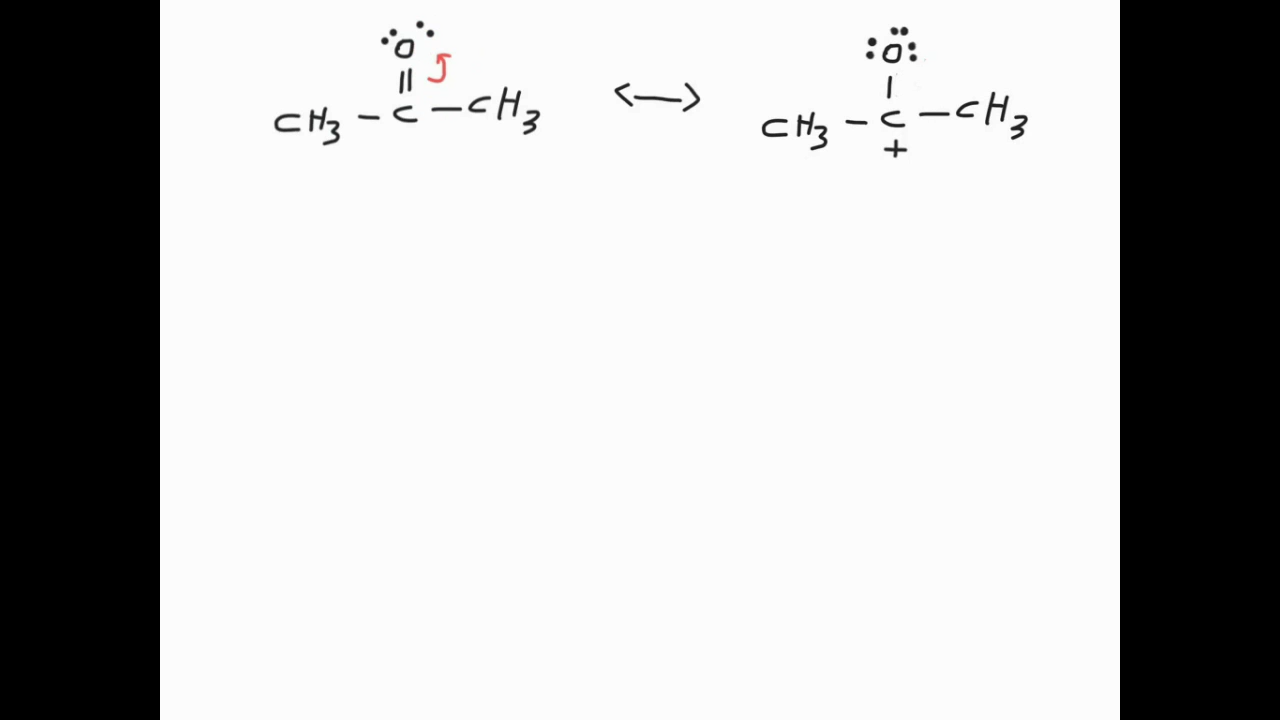 :O: :Ö:
|| |
CH3 - C - CH3 <-> CH3 - C - CH3
+